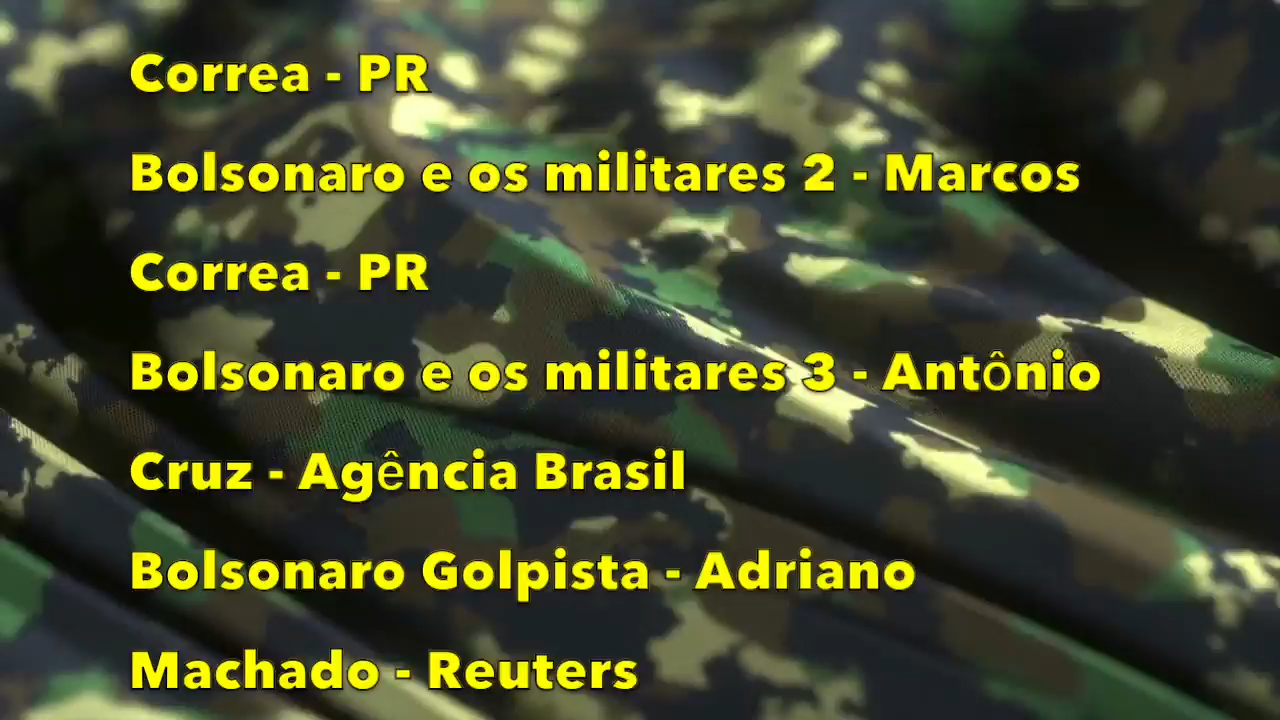 Correa - PR
Bolsonaro e os militares 2 - Marcos
Correa - PR
Bolsonaro e os militares 3 - Antônio
Cruz - Agência Brasil
Bolsonaro Golpista - Adriano
Machado - Reuters